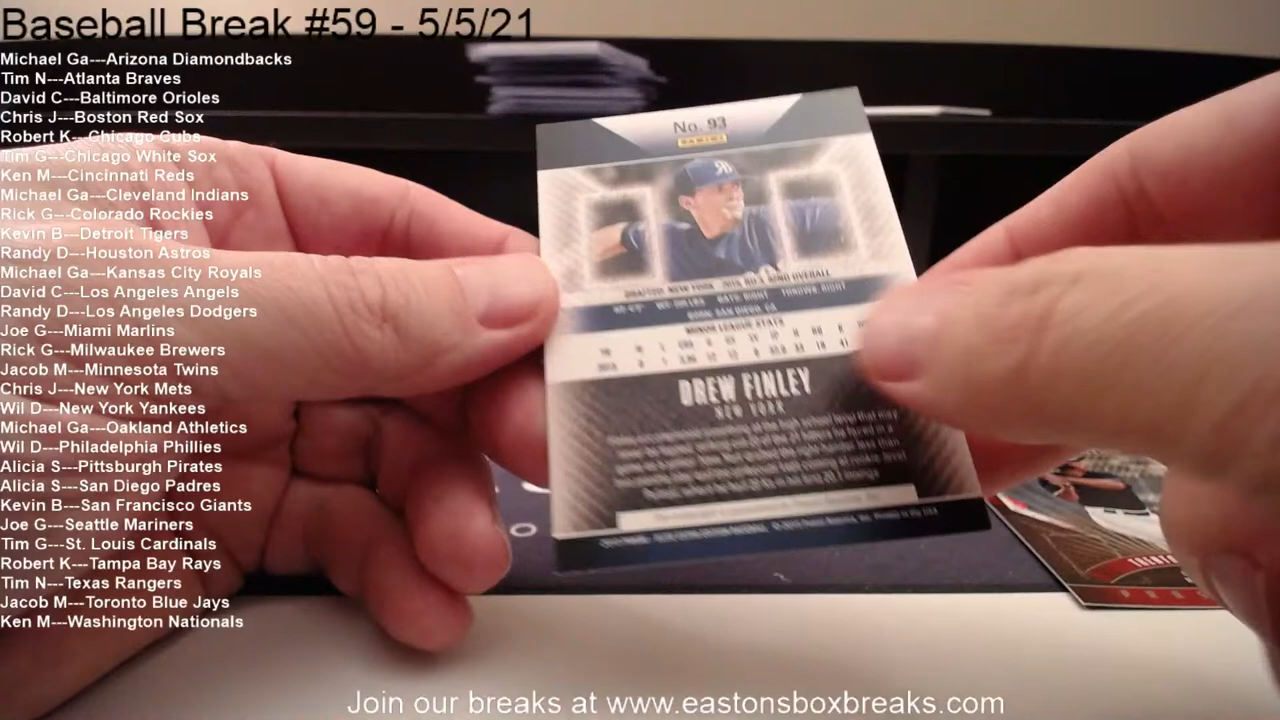 Baseball Break #59 - 5/5/21
Michael Ga---Arizona Diamondbacks
Tim N---Atlanta Braves
David C---Baltimore Orioles
Chris J---Boston Red Sox
Robert K---Chicago Cubs
Tim G---Chicago White Sox
Ken M---Cincinnati Reds
Michael Ga---Cleveland Indians
Rick G---Colorado Rockies
Kevin B---Detroit Tigers
Randy D---Houston Astros
Michael Ga---Kansas City Royals
David C---Los Angeles Angels
Randy D---Los Angeles Dodgers
Joe G---Miami Marlins
Rick G---Milwaukee Brewers
Jacob M---Minnesota Twins
Chris J---New York Mets
Wil D---New York Yankees
Michael Ga---Oakland Athletics
Wil D---Philadelphia Phillies
Alicia S---Pittsburgh Pirates
Alicia S---San Diego Padres
Kevin B---San Francisco Giants
Joe G---Seattle Mariners
Tim G---St. Louis Cardinals
Robert K---Tampa Bay Rays
Tim N---Texas Rangers
Jacob M---Toronto Blue Jays
Ken M---Washington Nationals
No. 93
PANINI
MINOR LEAGUE STATS
DREW FINLEY
NEW YORK
Join our breaks at www.eastonsboxbreaks.com